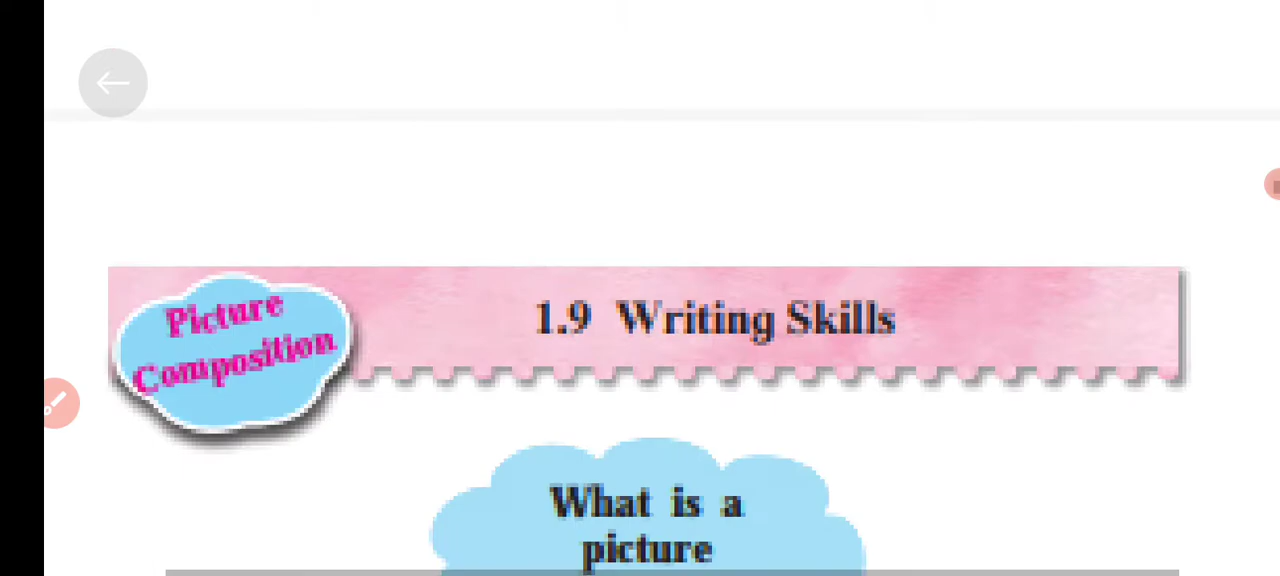 Picture
Composition
1.9 Writing Skills
What is a
picture